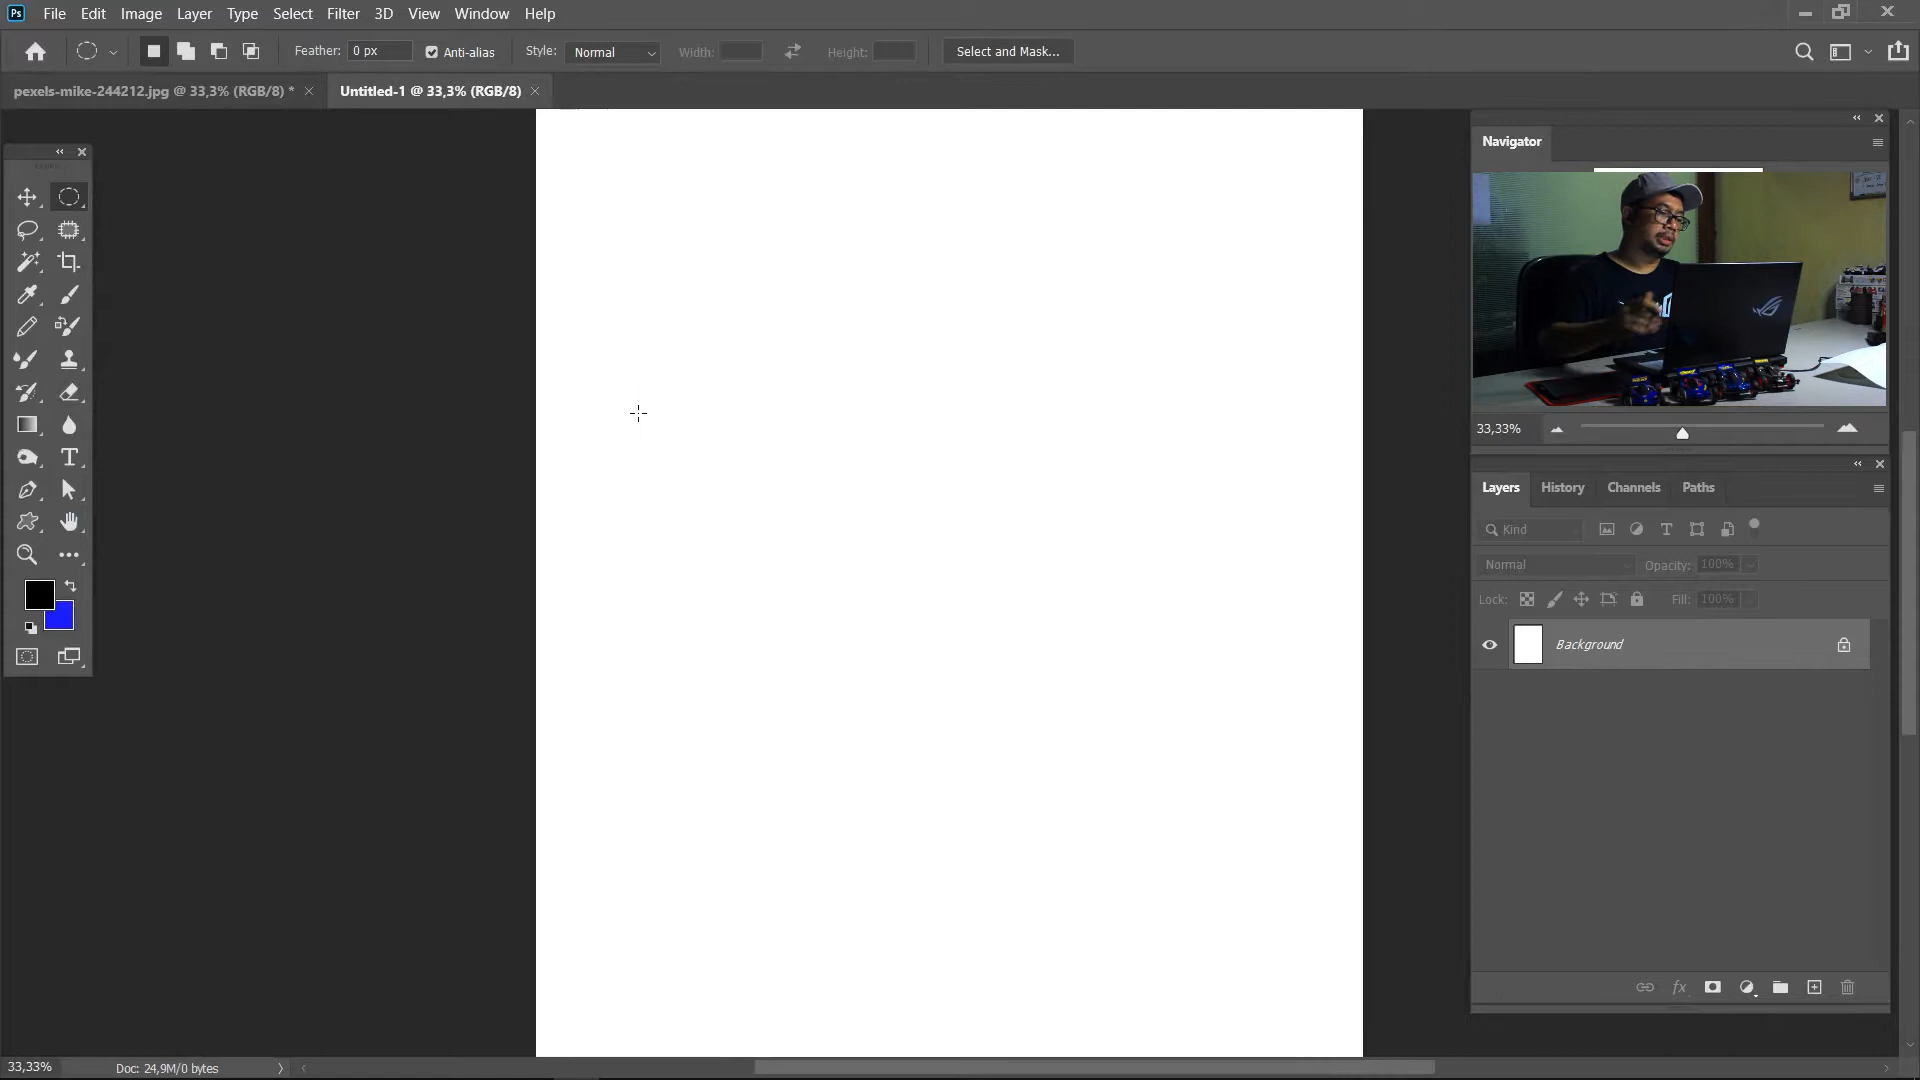 Ps File Edit Image Layer Type Select Filter 3D View Window Help
Feather: 0 px Anti-alias Style: Normal Width: Height: Select and Mask...
pexels-mike-244212.jpg @ 33,3% (RGB/8) * Untitled-1 @ 33,3% (RGB/8)
Navigator
33,33%
Layers History Channels Paths
Kind
Normal Opacity: 100%
Lock: Fill: 100%
Background
33,33% Doc: 24,9M/0 bytes